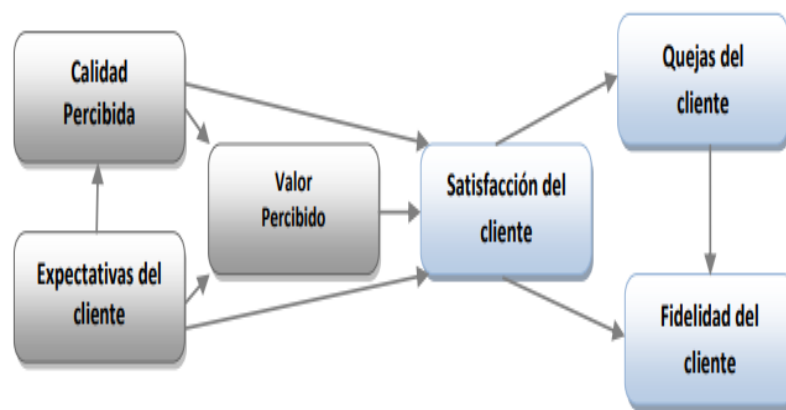 Calidad
Percibida
Expectativas del
cliente
Valor
Percibido
Satisfacción del
cliente
Quejas del
cliente
Fidelidad del
cliente